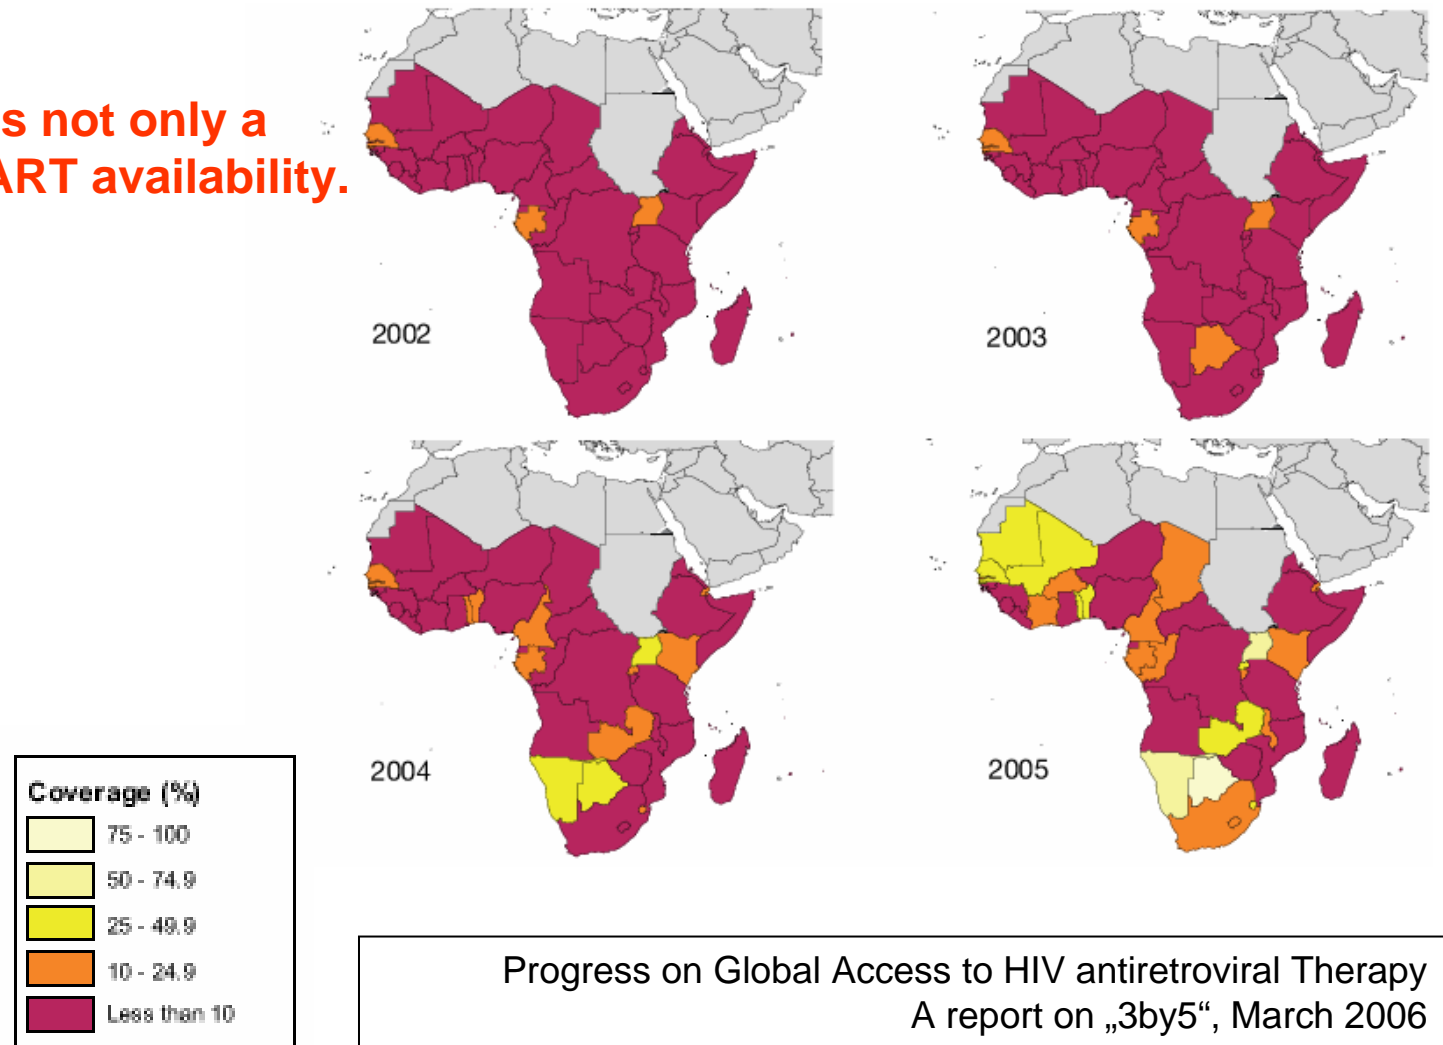 s not only a
ART availability.
2002
2003
2004
2005
Coverage (%)
75 - 100
50 - 74.9
25 - 49.9
10 - 24.9
Less than 10
Progress on Global Access to HIV antiretroviral Therapy
A report on „3by5“, March 2006